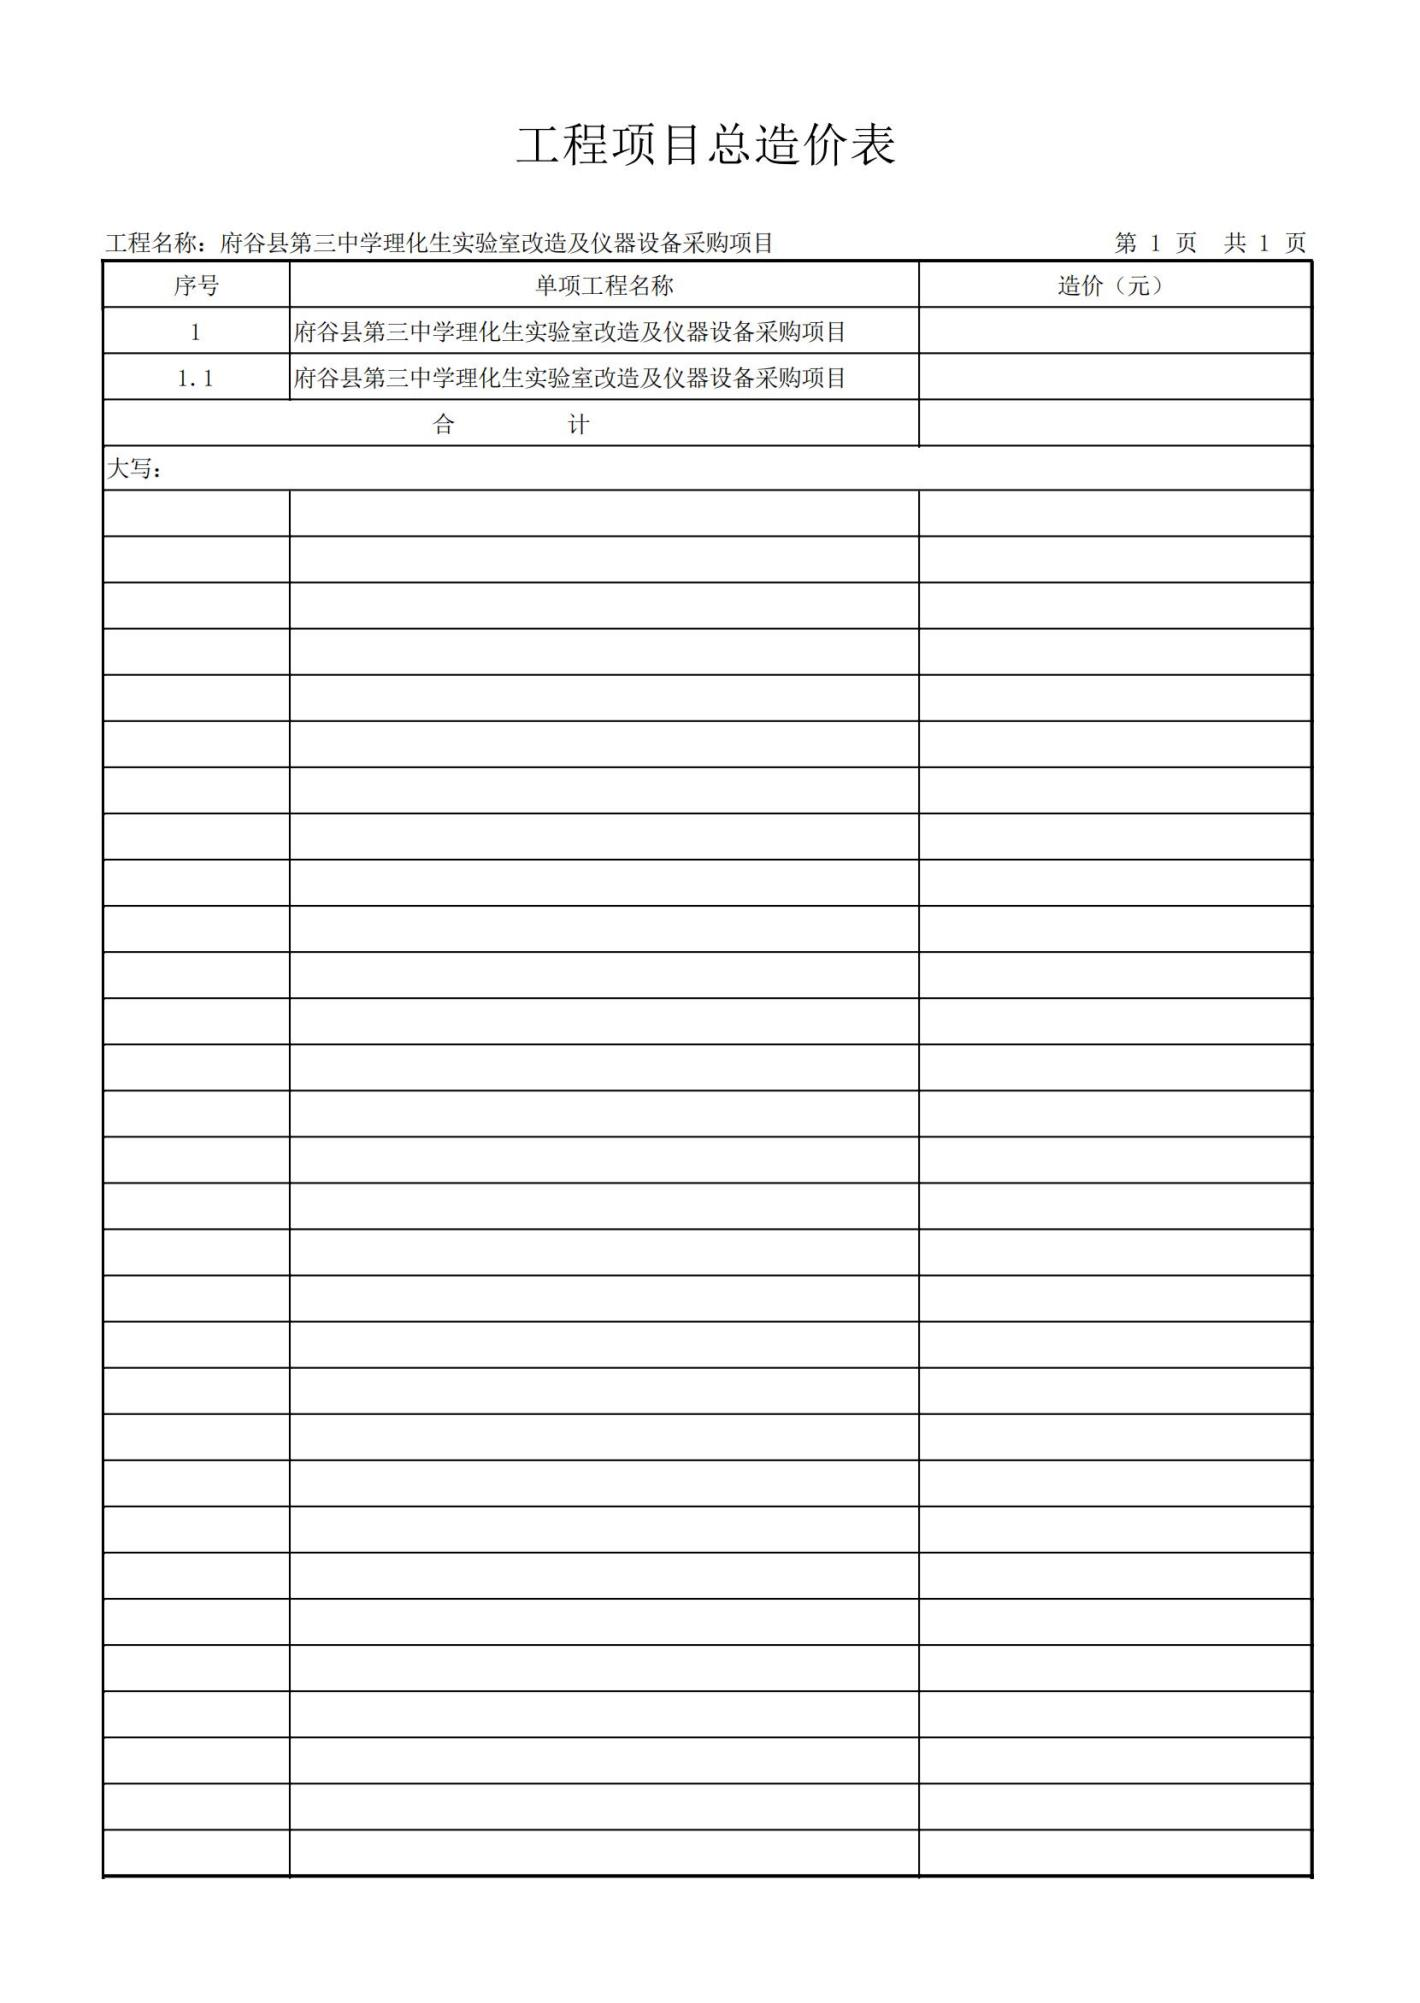 工程项目总造价表
工程名称：府谷县第三中学理化生实验室改造及仪器设备采购项目 第 1 页 共 1 页
序号 单项工程名称 造价（元）
1 府谷县第三中学理化生实验室改造及仪器设备采购项目
1.1 府谷县第三中学理化生实验室改造及仪器设备采购项目
合 计
大写：